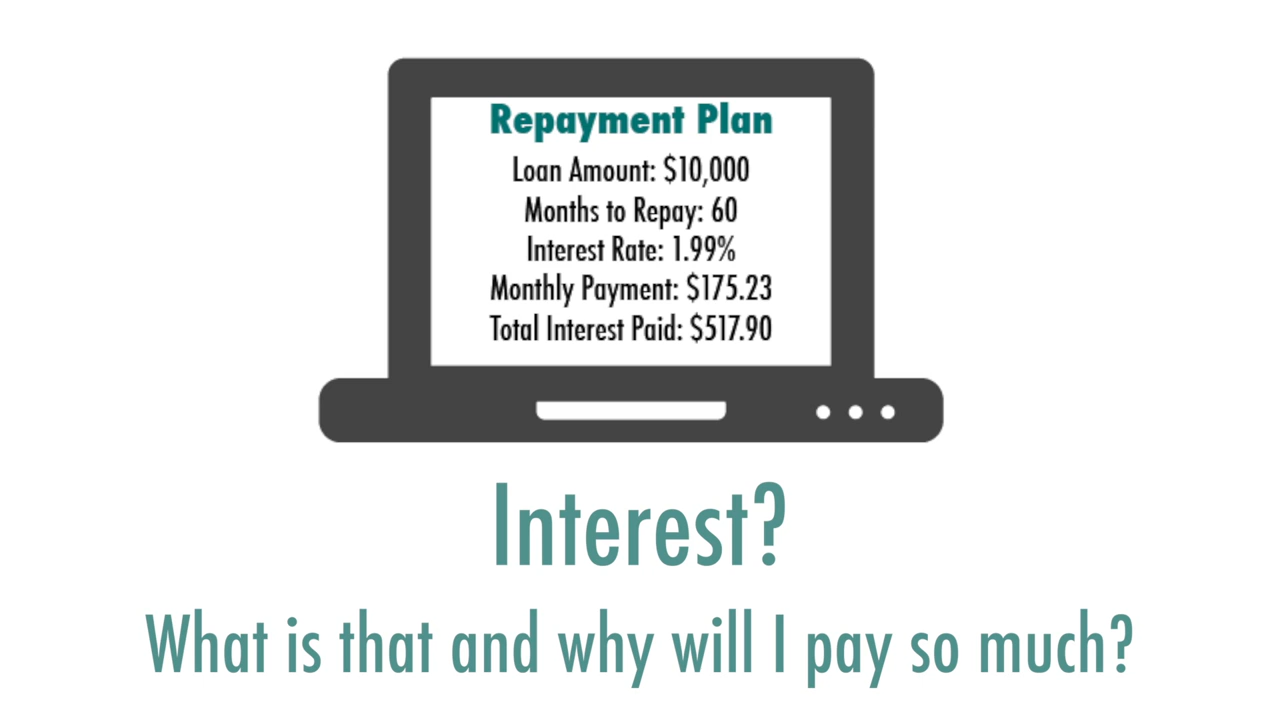 Repayment Plan
Loan Amount: $10,000
Months to Repay: 60
Interest Rate: 1.99%
Monthly Payment: $175.23
Total Interest Paid: $517.90
Interest?
What is that and why will I pay so much?